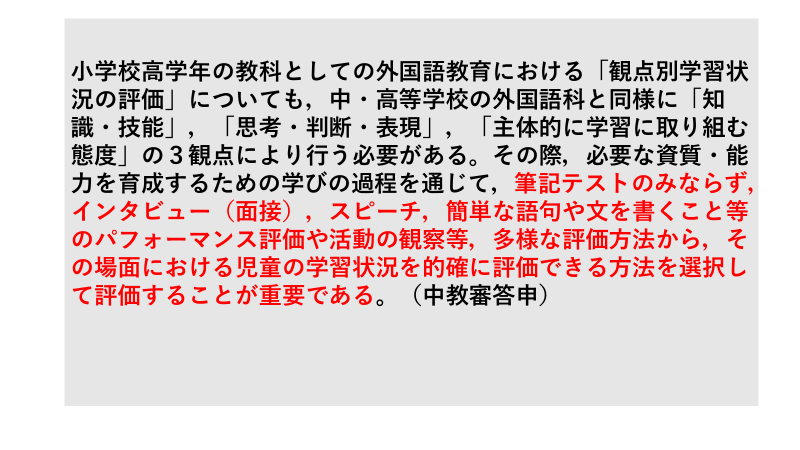 小学校高学年の教科としての外国語教育における「観点別学習状
況の評価」についても，中・高等学校の外国語科と同様に「知
識・技能」，「思考・判断・表現」，「主体的に学習に取り組む
態度」の３観点により行う必要がある。その際，必要な資質・能
力を育成するための学びの過程を通じて，筆記テストのみならず，
インタビュー（面接），スピーチ，簡単な語句や文を書くこと等
のパフォーマンス評価や活動の観察等，多様な評価方法から，そ
の場面における児童の学習状況を的確に評価できる方法を選択し
て評価することが重要である。（中教審答申）